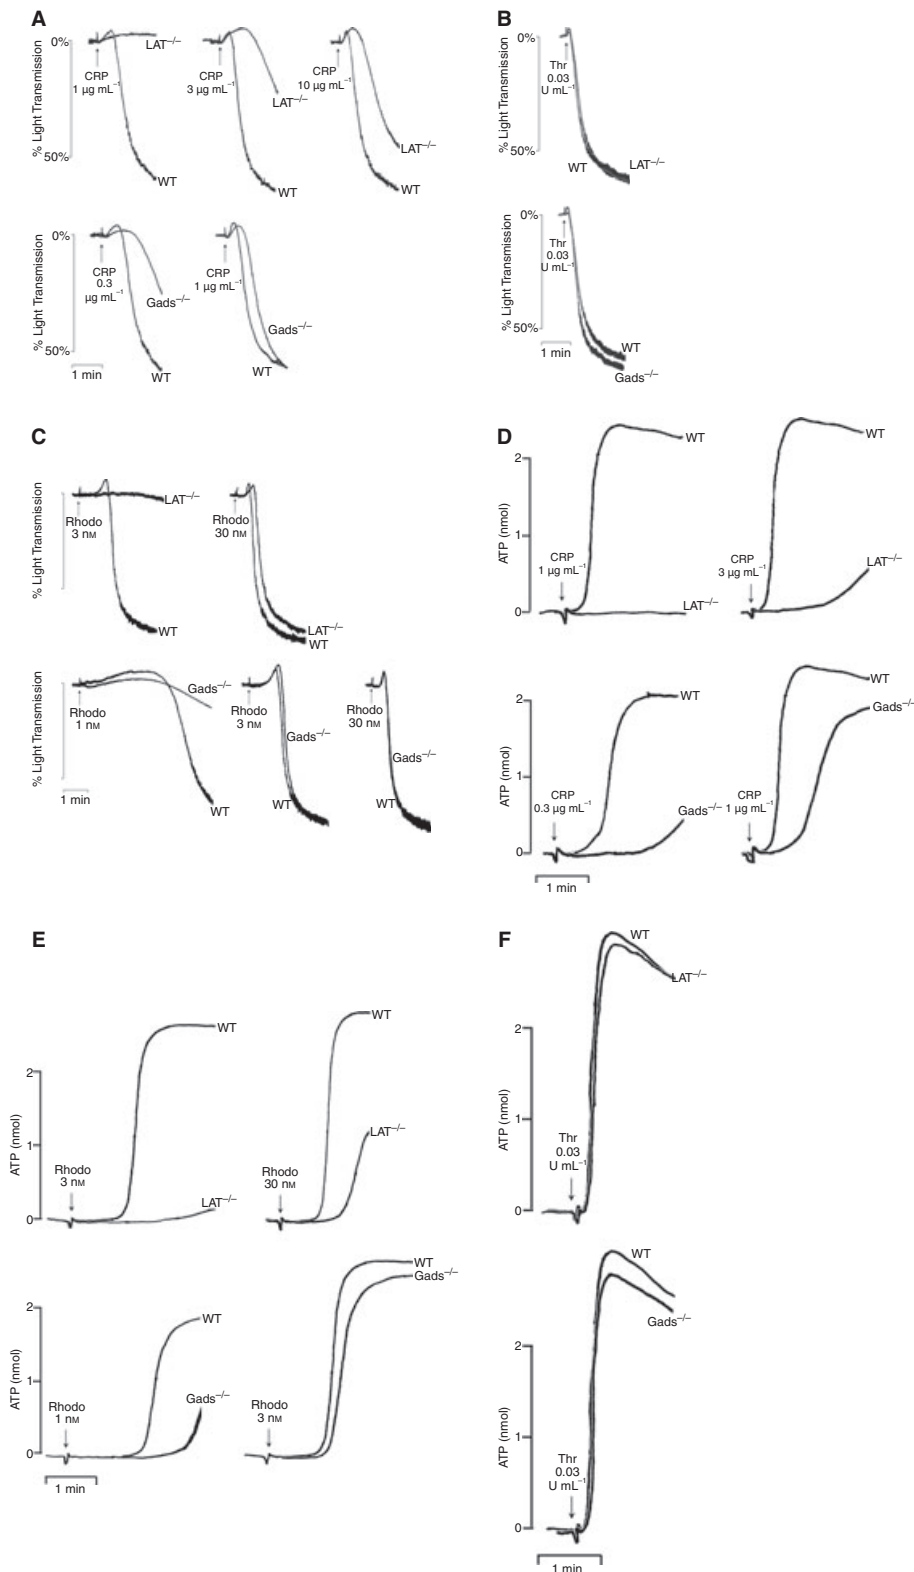 A
% Light Transmission
0%
50%
CRP
1 µg mL⁻¹
LAT⁻/⁻
WT
CRP
3 µg mL⁻¹
LAT⁻/⁻
WT
CRP
10 µg mL⁻¹
LAT⁻/⁻
WT
% Light Transmission
0%
50%
CRP
0.3
µg mL⁻¹
Gads⁻/⁻
WT
CRP
1 µg mL⁻¹
Gads⁻/⁻
WT
1 min
B
% Light Transmission
0%
50%
Thr
0.03
U mL⁻¹
WT
LAT⁻/⁻
% Light Transmission
0%
50%
Thr
0.03
U mL⁻¹
WT
Gads⁻/⁻
1 min
C
% Light Transmission
Rhodo
3 nM
LAT⁻/⁻
WT
Rhodo
30 nM
LAT⁻/⁻
WT
% Light Transmission
Rhodo
1 nM
Gads⁻/⁻
WT
Rhodo
3 nM
Gads⁻/⁻
WT
Rhodo
30 nM
Gads⁻/⁻
WT
1 min
D
ATP (nmol)
2
1
0
CRP
1 µg mL⁻¹
WT
LAT⁻/⁻
CRP
3 µg mL⁻¹
WT
LAT⁻/⁻
ATP (nmol)
2
1
0
CRP
0.3 µg mL⁻¹
WT
Gads⁻/⁻
CRP
1 µg mL⁻¹
WT
Gads⁻/⁻
1 min
E
ATP (nmol)
2
1
0
Rhodo
3 nM
WT
LAT⁻/⁻
Rhodo
30 nM
WT
LAT⁻/⁻
ATP (nmol)
2
1
0
Rhodo
1 nM
WT
Gads⁻/⁻
Rhodo
3 nM
WT
Gads⁻/⁻
1 min
F
ATP (nmol)
2
1
0
Thr
0.03
U mL⁻¹
WT
LAT⁻/⁻
ATP (nmol)
2
1
0
Thr
0.03
U mL⁻¹
WT
Gads⁻/⁻
1 min